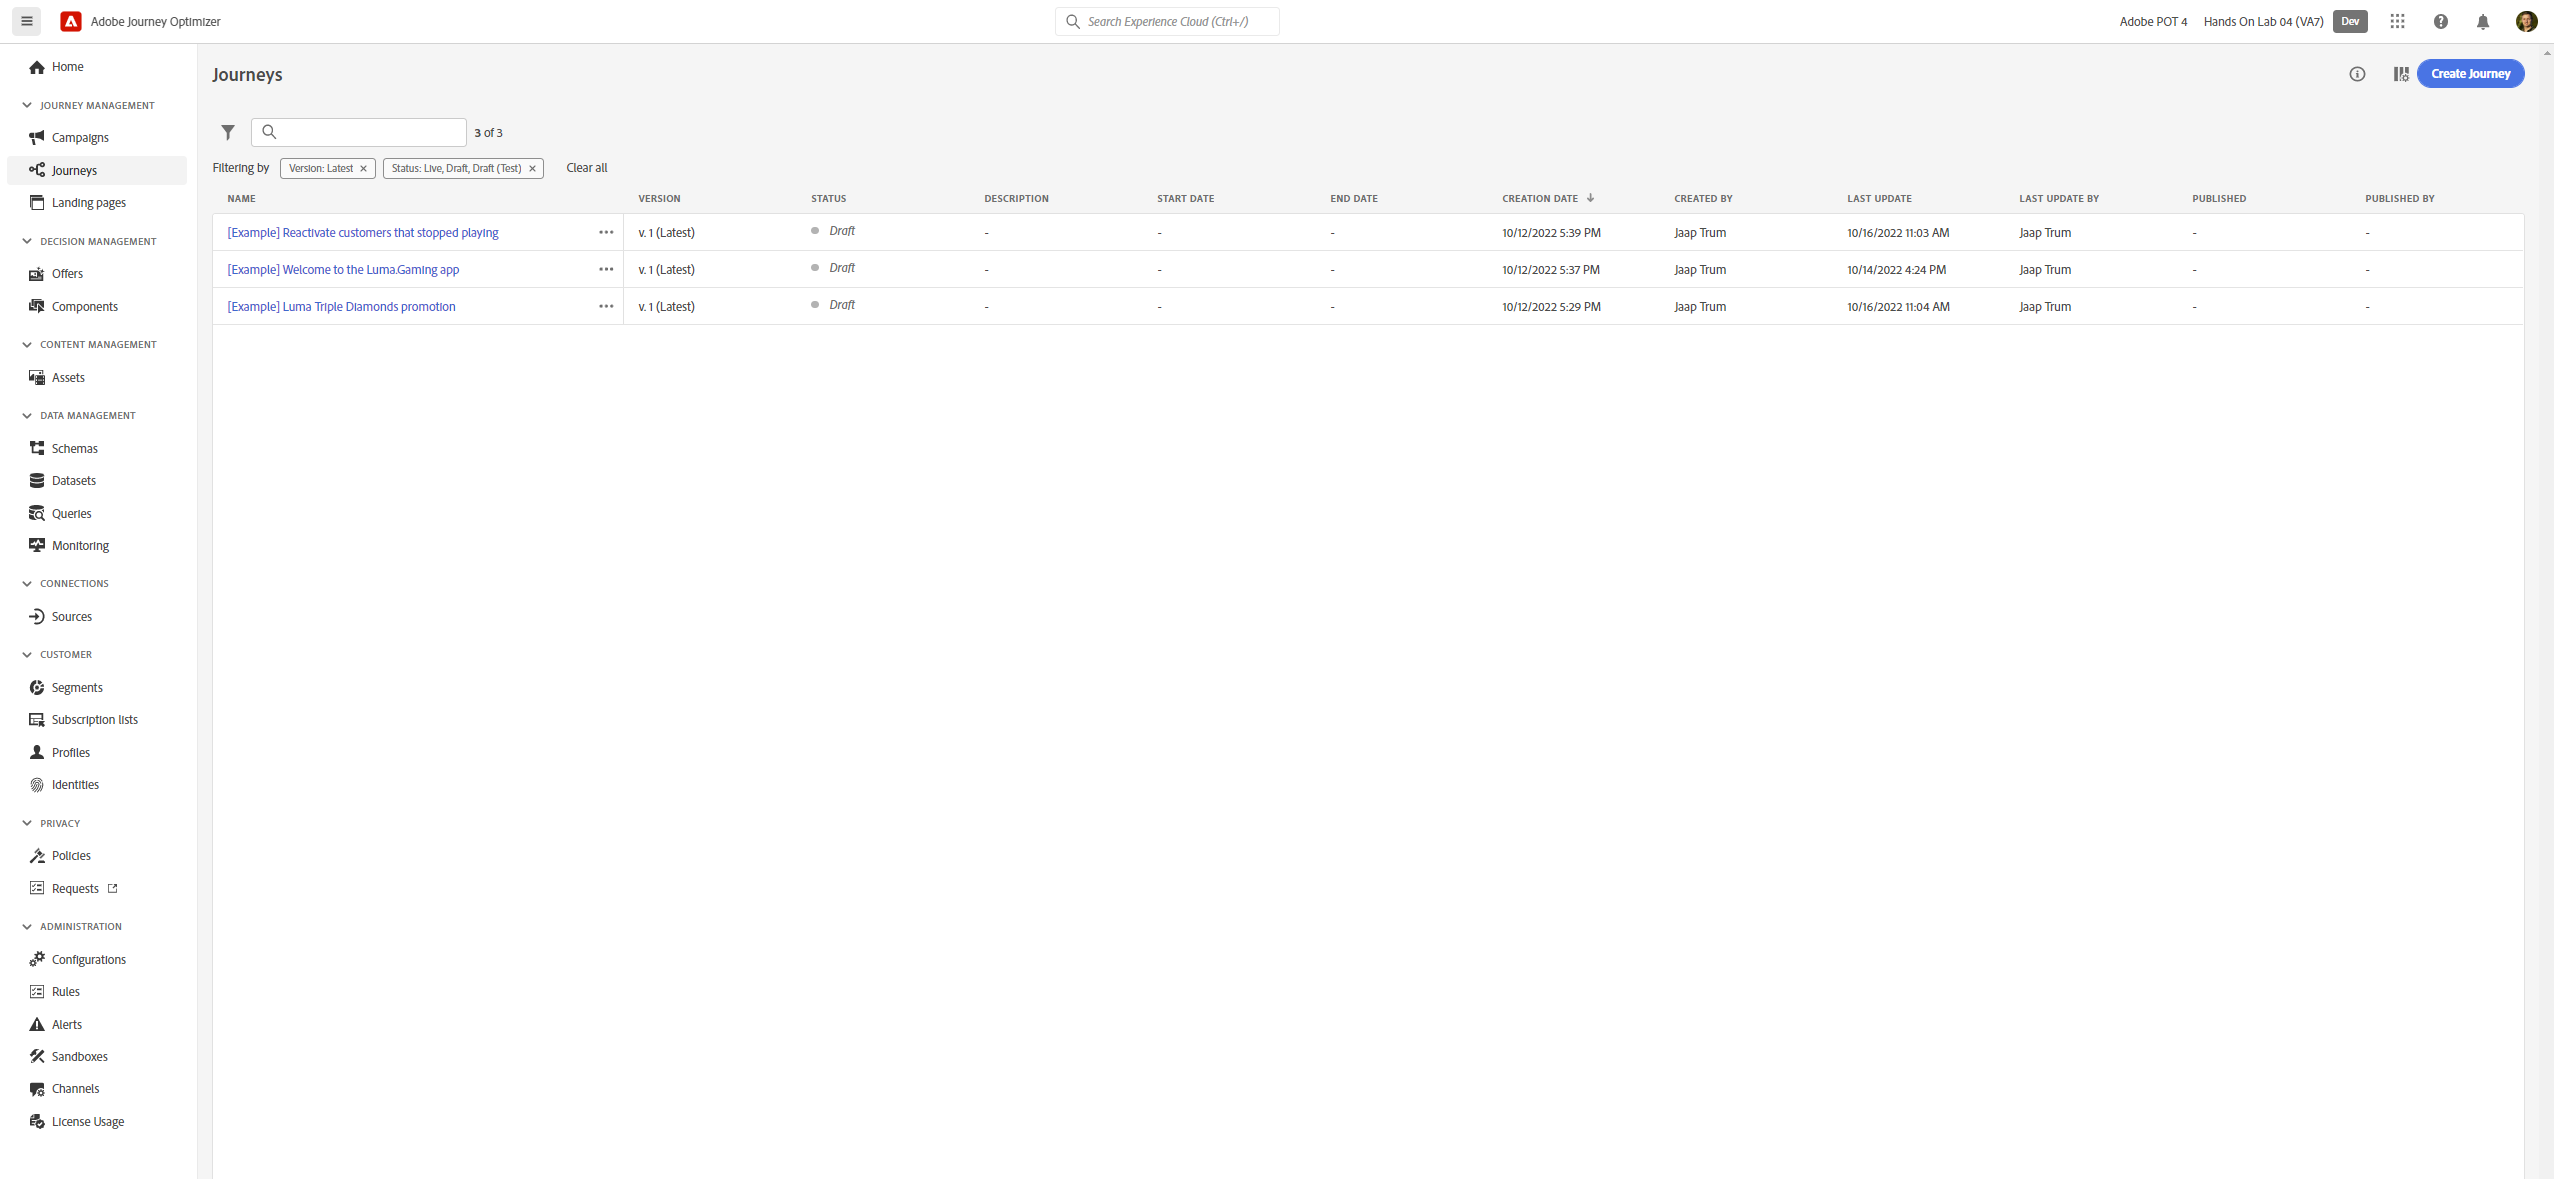 Adobe Journey Optimizer
Search Experience Cloud (Ctrl+/)
Adobe POT 4 Hands On Lab 04 (VA7) Dev
Home
JOURNEY MANAGEMENT
Campaigns
Journeys
Landing pages
DECISION MANAGEMENT
Offers
Components
CONTENT MANAGEMENT
Assets
DATA MANAGEMENT
Schemas
Datasets
Queries
Monitoring
CONNECTIONS
Sources
CUSTOMER
Segments
Subscription lists
Profiles
Identities
PRIVACY
Policies
Requests
ADMINISTRATION
Configurations
Rules
Alerts
Sandboxes
Channels
License Usage
Journeys
Create Journey
3 of 3
Filtering by Version: Latest × Status: Live, Draft, Draft (Test) × Clear all
NAME VERSION STATUS DESCRIPTION START DATE END DATE CREATION DATE CREATED BY LAST UPDATE LAST UPDATE BY PUBLISHED PUBLISHED BY
[Example] Reactivate customers that stopped playing ••• v. 1 (Latest) Draft - - - 10/12/2022 5:39 PM Jaap Trum 10/16/2022 11:03 AM Jaap Trum - -
[Example] Welcome to the Luma.Gaming app ••• v. 1 (Latest) Draft - - - 10/12/2022 5:37 PM Jaap Trum 10/14/2022 4:24 PM Jaap Trum - -
[Example] Luma Triple Diamonds promotion ••• v. 1 (Latest) Draft - - - 10/12/2022 5:29 PM Jaap Trum 10/16/2022 11:04 AM Jaap Trum - -